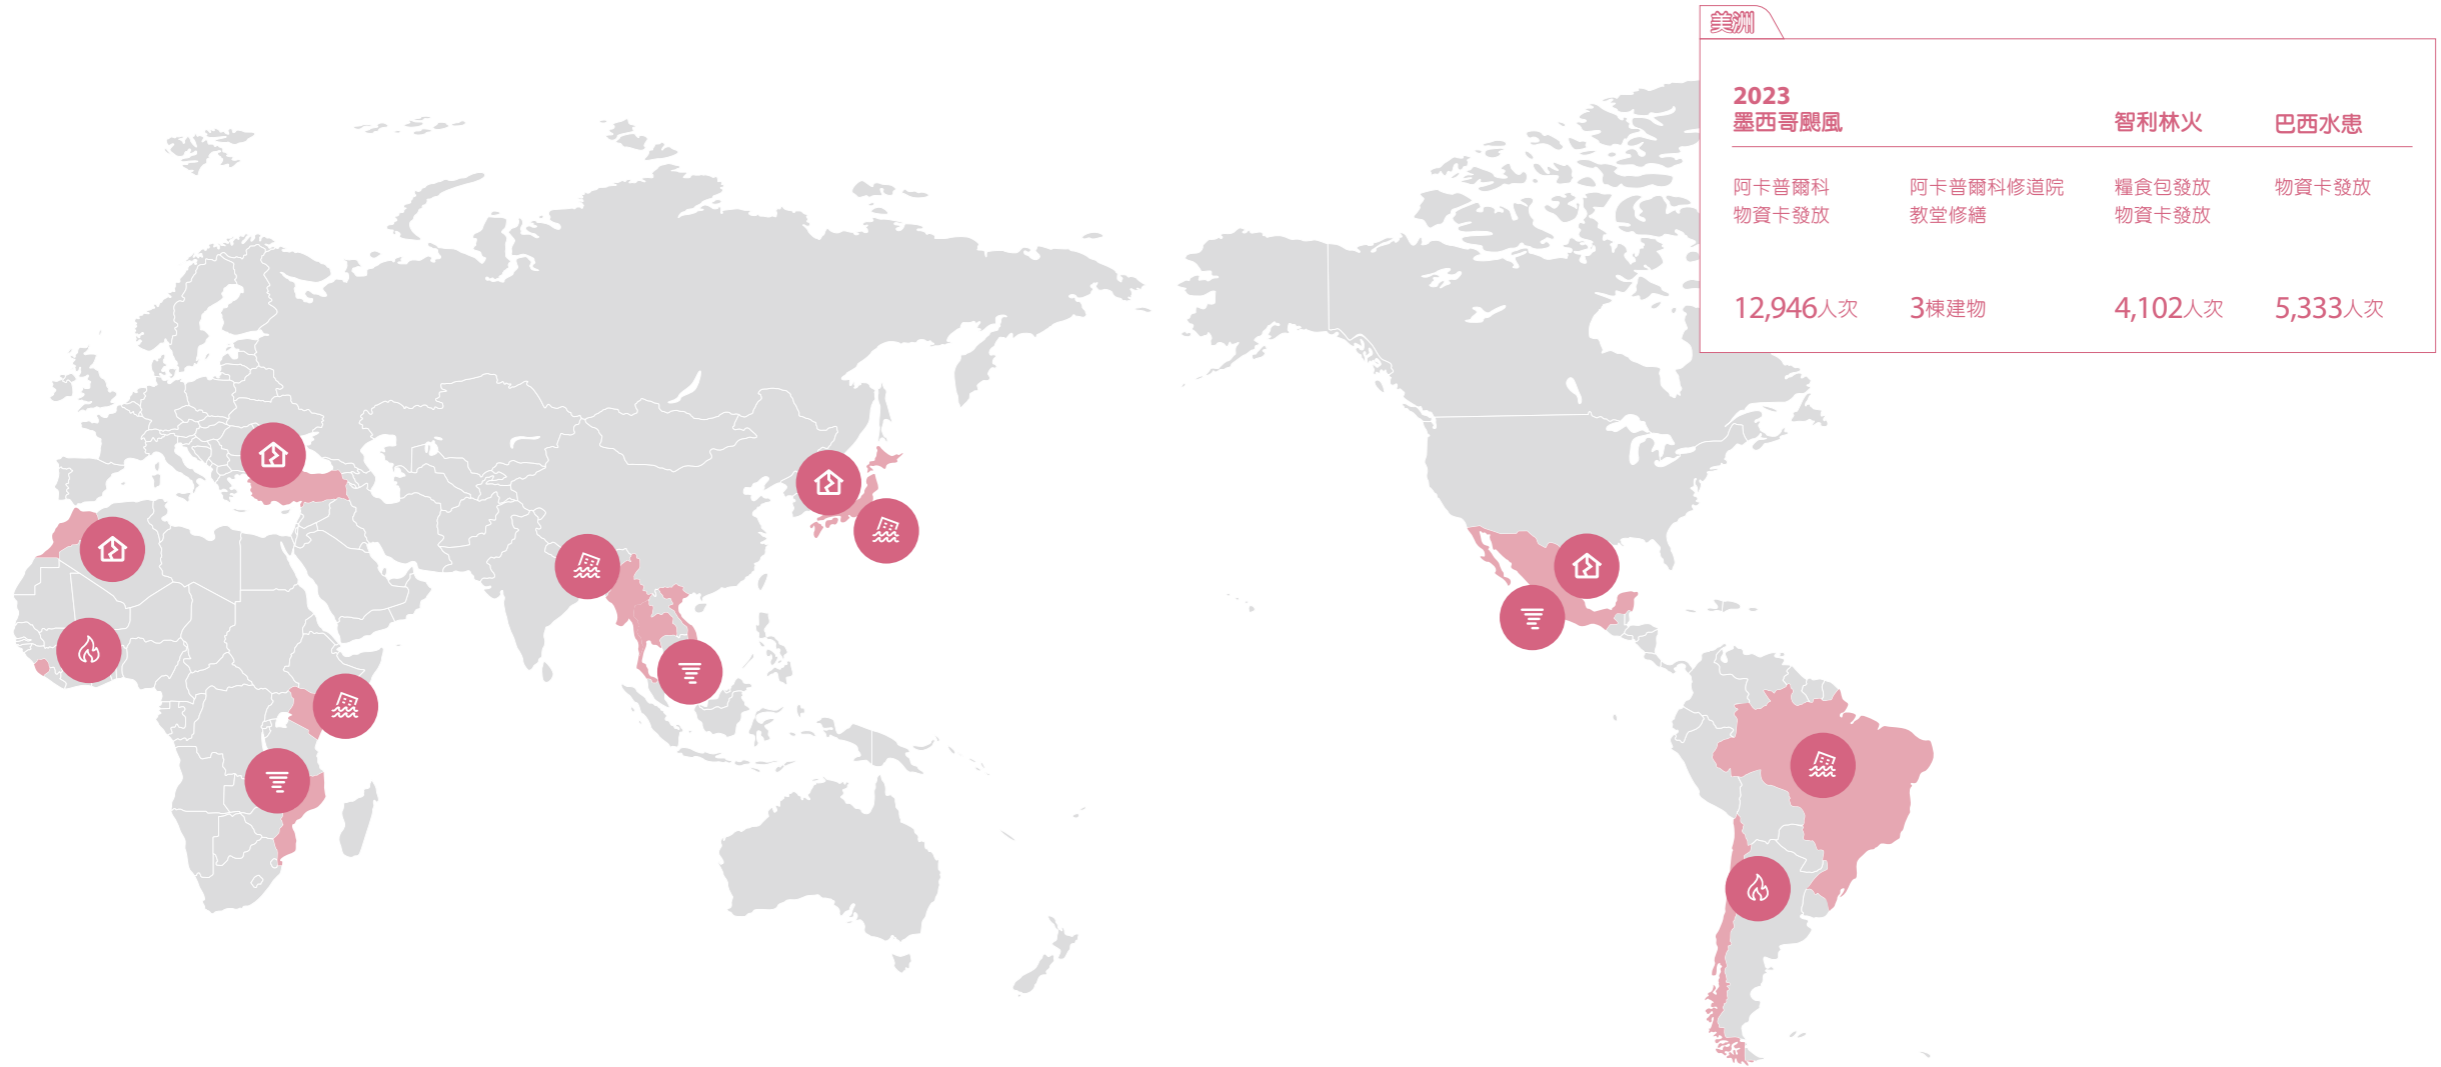 美洲
2023
墨西哥颶風
智利林火
巴西水患
阿卡普爾科
物資卡發放
阿卡普爾科修道院
教堂修繕
糧食包發放
物資卡發放
物資卡發放
12,946人次
3棟建物
4,102人次
5,333人次